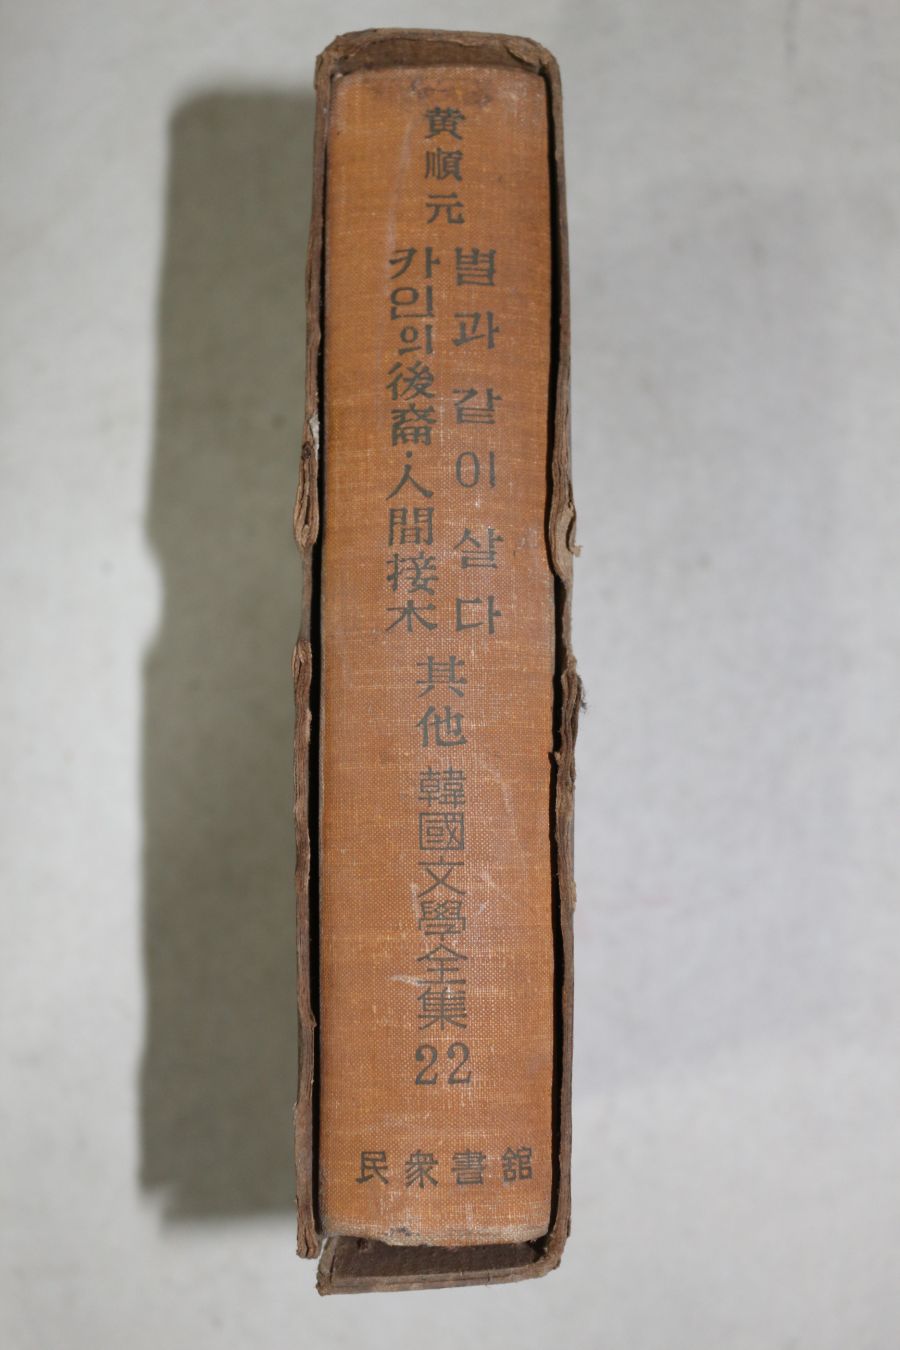 黃順元
별과 같이 살다
카인의 後裔·人間接木
其他
韓國文學全集
22
民衆書舘